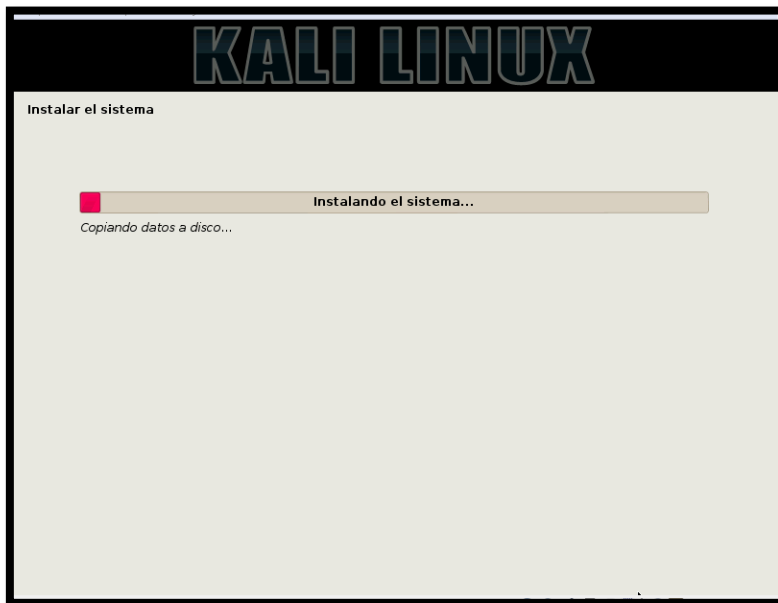 KALI LINUX
Instalar el sistema
Instalando el sistema...
Copiando datos a disco...